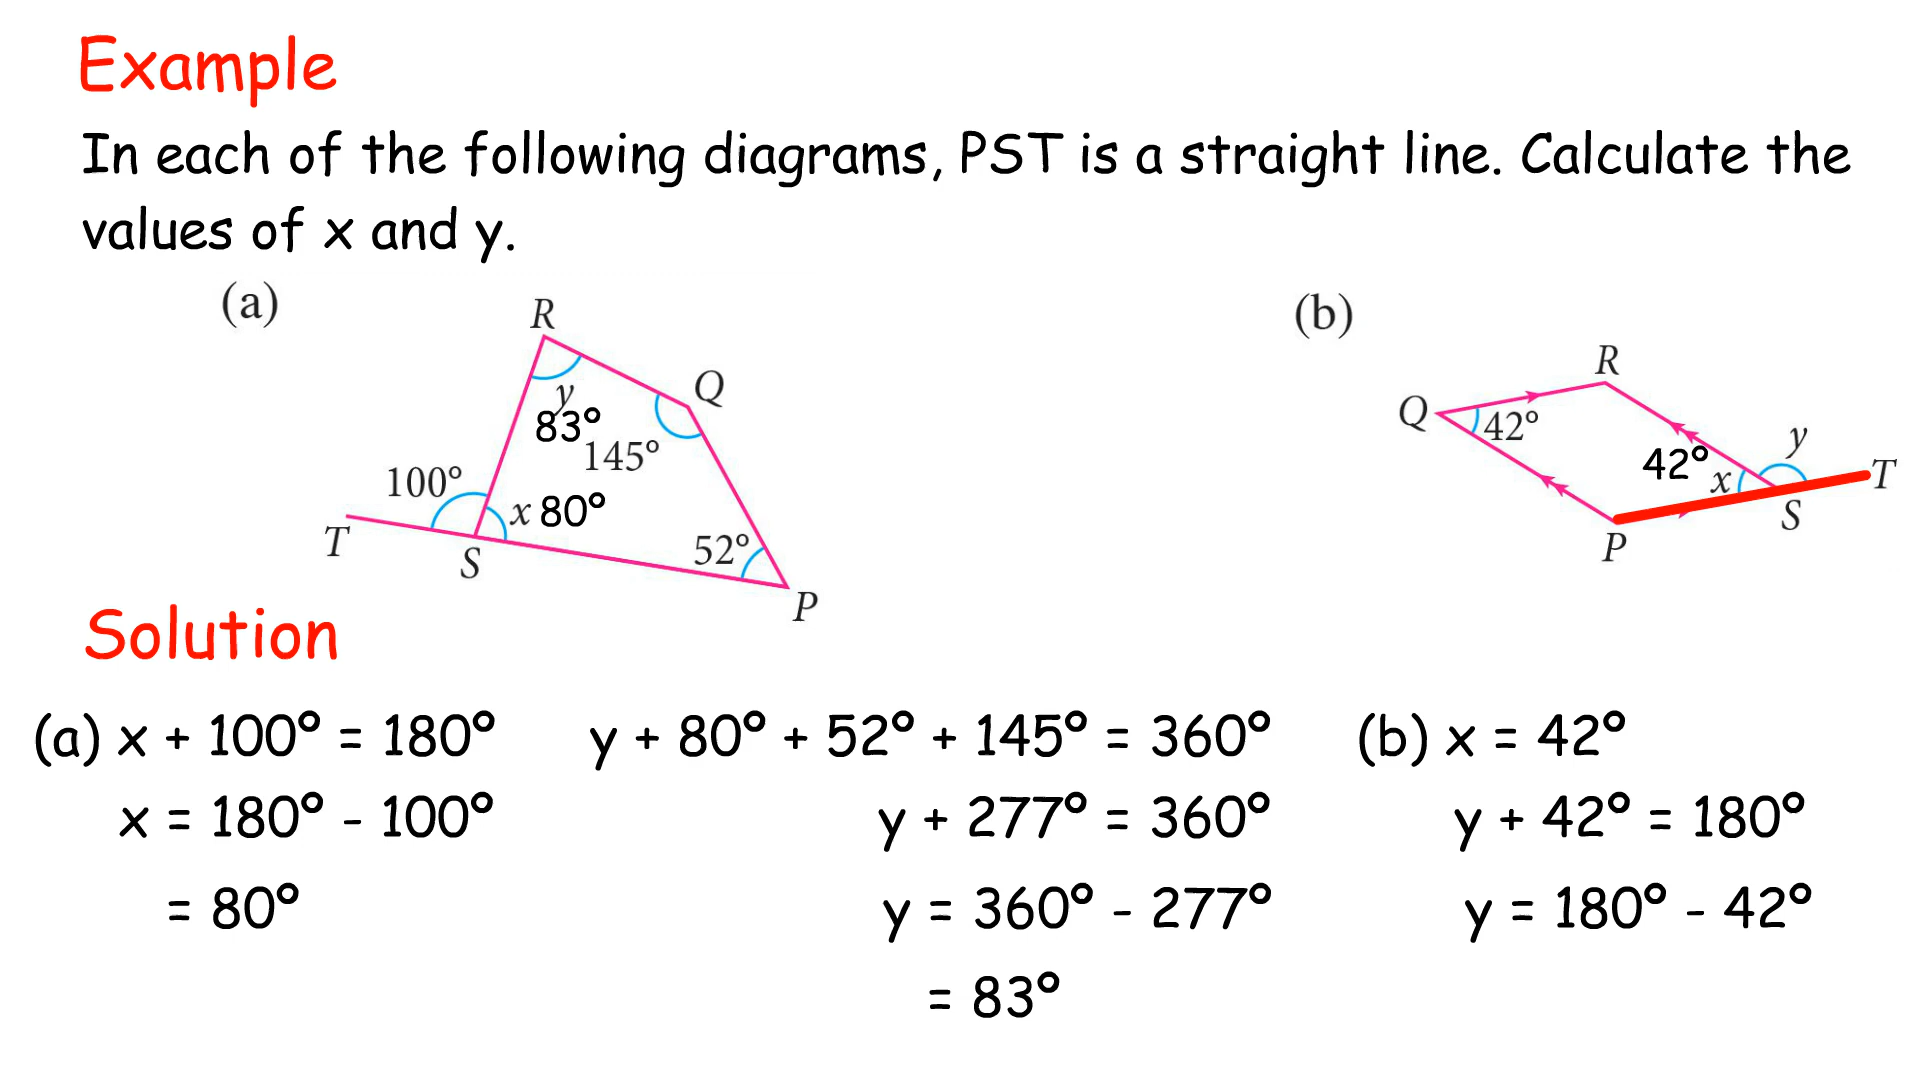 Example
In each of the following diagrams, PST is a straight line. Calculate the
values of x and y.
(a)
R
Q
y
83°
145°
100°
x 80°
T
S
52°
P
(b)
R
Q
42°
y
42°
x
T
S
P
Solution
(a) x + 100° = 180°
x = 180° - 100°
= 80°
y + 80° + 52° + 145° = 360°
y + 277° = 360°
y = 360° - 277°
= 83°
(b) x = 42°
y + 42° = 180°
y = 180° - 42°